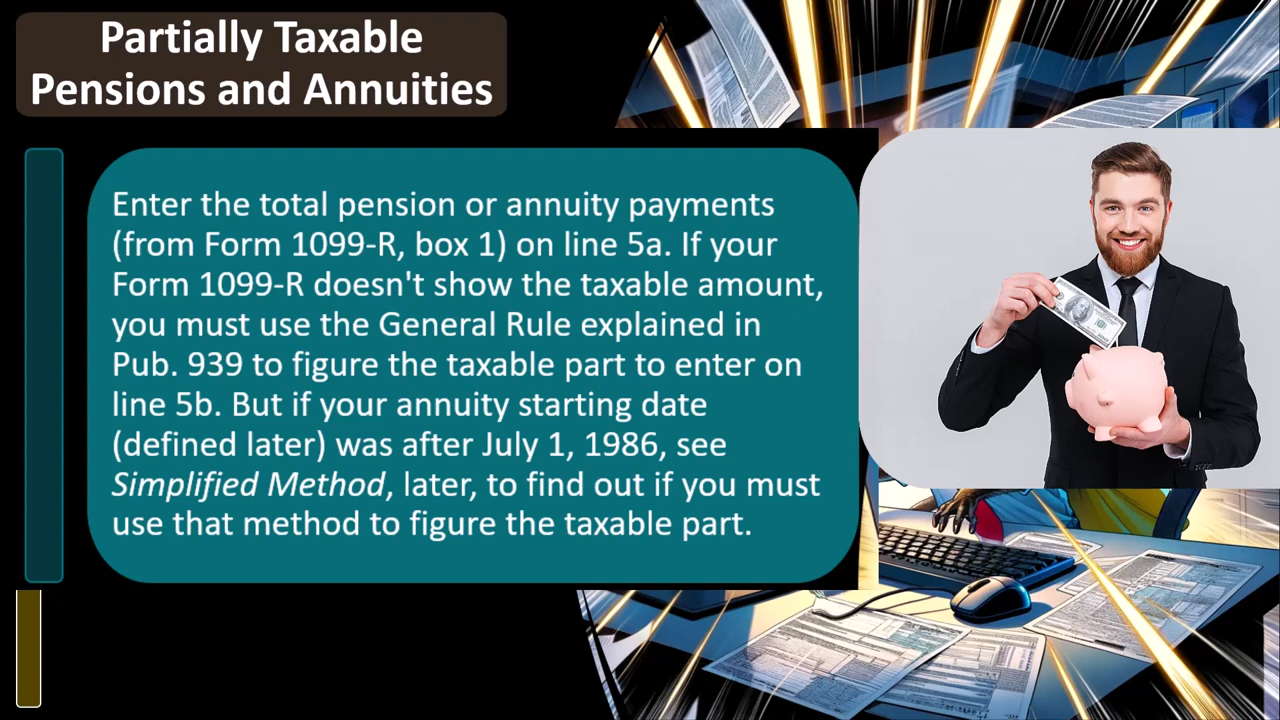 Partially Taxable
Pensions and Annuities
Enter the total pension or annuity payments
(from Form 1099-R, box 1) on line 5a. If your
Form 1099-R doesn't show the taxable amount,
you must use the General Rule explained in
Pub. 939 to figure the taxable part to enter on
line 5b. But if your annuity starting date
(defined later) was after July 1, 1986, see
Simplified Method, later, to find out if you must
use that method to figure the taxable part.